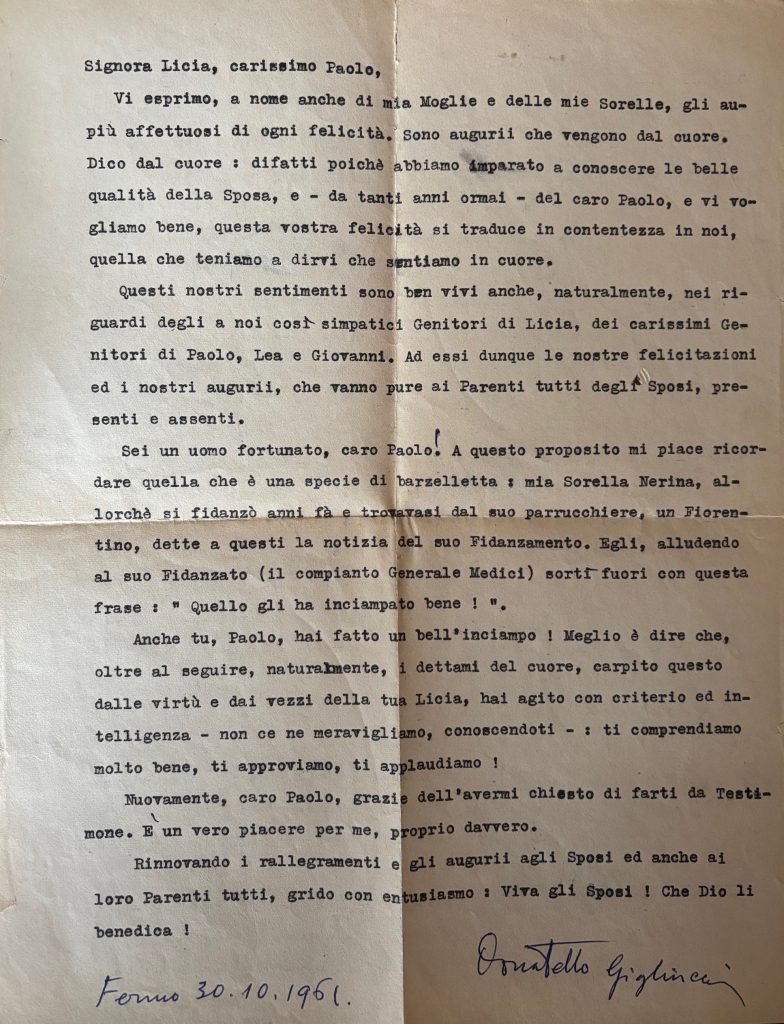 Signora Licia, carissimo Paolo,
Vi esprimo, a nome anche di mia Moglie e delle mie Sorelle, gli au-
più affettuosi di ogni felicità. Sono augurii che vengono dal cuore.
Dico dal cuore : difatti poichè abbiamo imparato a conoscere le belle
qualità della Sposa, e - da tanti anni ormai - del caro Paolo, e vi vo-
gliamo bene, questa vostra felicità si traduce in contentezza in noi,
quella che teniamo a dirvi che sentiamo in cuore.
Questi nostri sentimenti sono ben vivi anche, naturalmente, nei ri-
guardi degli a noi così simpatici Genitori di Licia, dei carissimi Ge-
nitori di Paolo, Lea e Giovanni. Ad essi dunque le nostre felicitazioni
ed i nostri augurii, che vanno pure ai Parenti tutti degli Sposi, pre-
senti e assenti.
Sei un uomo fortunato, caro Paolo! A questo proposito mi piace ricor-
dare quella che è una specie di barzelletta : mia Sorella Nerina, al-
lorchè si fidanzò anni fà e trovavasi dal suo parrucchiere, un Fioren-
tino, dette a questi la notizia del suo Fidanzamento. Egli, alludendo
al suo Fidanzato (il compianto Generale Medici) sortì fuori con questa
frase : " Quello gli ha inciampato bene ! ".
Anche tu, Paolo, hai fatto un bell'inciampo ! Meglio è dire che,
oltre al seguire, naturalmente, i dettami del cuore, carpito questo
dalle virtù e dai vezzi della tua Licia, hai agito con criterio ed in-
telligenza - non ce ne meravigliamo, conoscendoti - : ti comprendiamo
molto bene, ti approviamo, ti applaudiamo !
Nuovamente, caro Paolo, grazie dell'avermi chiesto di farti da Testi-
mone. È un vero piacere per me, proprio davvero.
Rinnovando i rallegramenti e gli augurii agli Sposi ed anche ai
loro Parenti tutti, grido con entusiasmo : Viva gli Sposi ! Che Dio li
benedica !
Donatello Gigliucci
Fermo 30.10.1961.